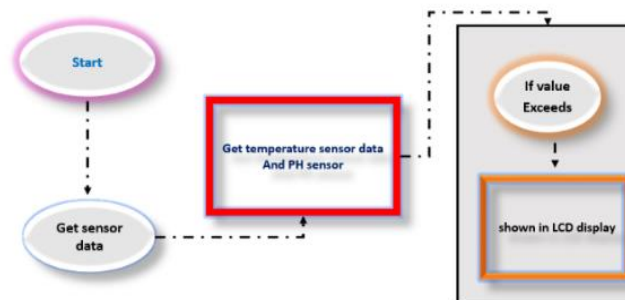 Start
Get sensor
data
Get temperature sensor data
And PH sensor
If value
Exceeds
shown in LCD display